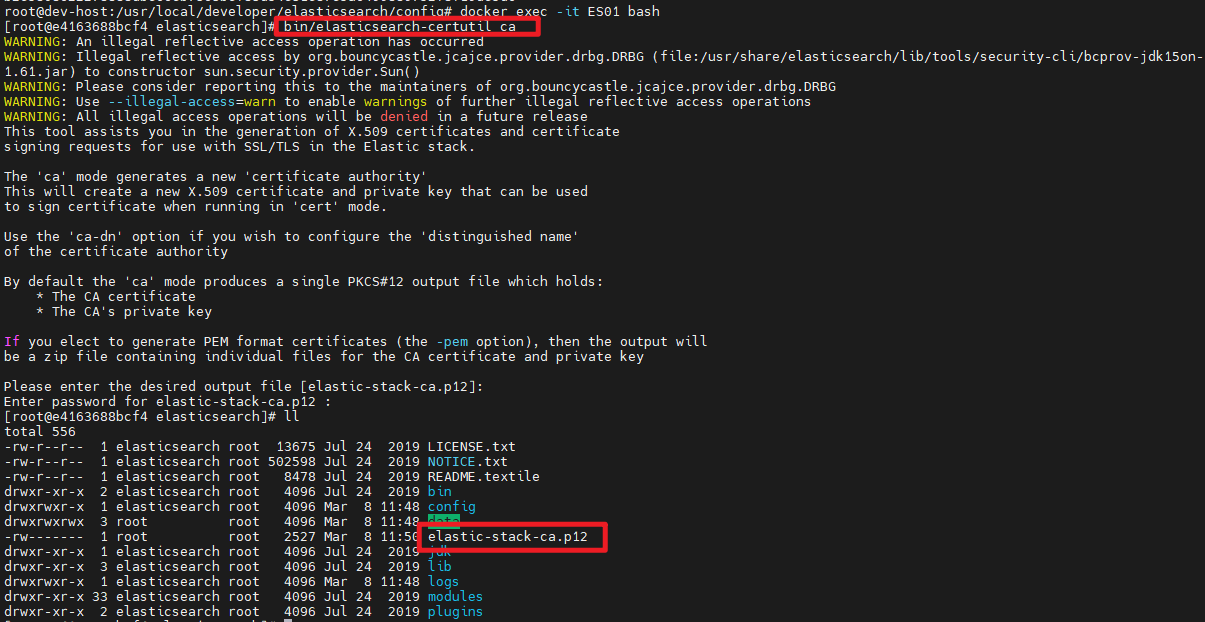 root@dev-host:/usr/local/developer/elasticsearch/config# docker exec -it ES01 bash
[root@e4163688bcf4 elasticsearch]# bin/elasticsearch-certutil ca
WARNING: An illegal reflective access operation has occurred
WARNING: Illegal reflective access by org.bouncycastle.jcajce.provider.drbg.DRBG (file:/usr/share/elasticsearch/lib/tools/security-cli/bcprov-jdk15on-
1.61.jar) to constructor sun.security.provider.Sun()
WARNING: Please consider reporting this to the maintainers of org.bouncycastle.jcajce.provider.drbg.DRBG
WARNING: Use --illegal-access=warn to enable warnings of further illegal reflective access operations
WARNING: All illegal access operations will be denied in a future release
This tool assists you in the generation of X.509 certificates and certificate
signing requests for use with SSL/TLS in the Elastic stack.
The 'ca' mode generates a new 'certificate authority'
This will create a new X.509 certificate and private key that can be used
to sign certificate when running in 'cert' mode.
Use the 'ca-dn' option if you wish to configure the 'distinguished name'
of the certificate authority
By default the 'ca' mode produces a single PKCS#12 output file which holds:
* The CA certificate
* The CA's private key
If you elect to generate PEM format certificates (the -pem option), then the output will
be a zip file containing individual files for the CA certificate and private key
Please enter the desired output file [elastic-stack-ca.p12]:
Enter password for elastic-stack-ca.p12 :
[root@e4163688bcf4 elasticsearch]# ll
total 556
-rw-r--r-- 1 elasticsearch root 13675 Jul 24 2019 LICENSE.txt
-rw-r--r-- 1 elasticsearch root 502598 Jul 24 2019 NOTICE.txt
-rw-r--r-- 1 elasticsearch root 8478 Jul 24 2019 README.textile
drwxr-xr-x 2 elasticsearch root 4096 Jul 24 2019 bin
drwxrwxr-x 1 elasticsearch root 4096 Mar 8 11:48 config
drwxrwxrwx 3 root root 4096 Mar 8 11:48 data
-rw------- 1 root root 2527 Mar 8 11:50 elastic-stack-ca.p12
drwxr-xr-x 1 elasticsearch root 4096 Jul 24 2019 jdk
drwxr-xr-x 3 elasticsearch root 4096 Jul 24 2019 lib
drwxrwxr-x 1 elasticsearch root 4096 Mar 8 11:48 logs
drwxr-xr-x 33 elasticsearch root 4096 Jul 24 2019 modules
drwxr-xr-x 2 elasticsearch root 4096 Jul 24 2019 plugins